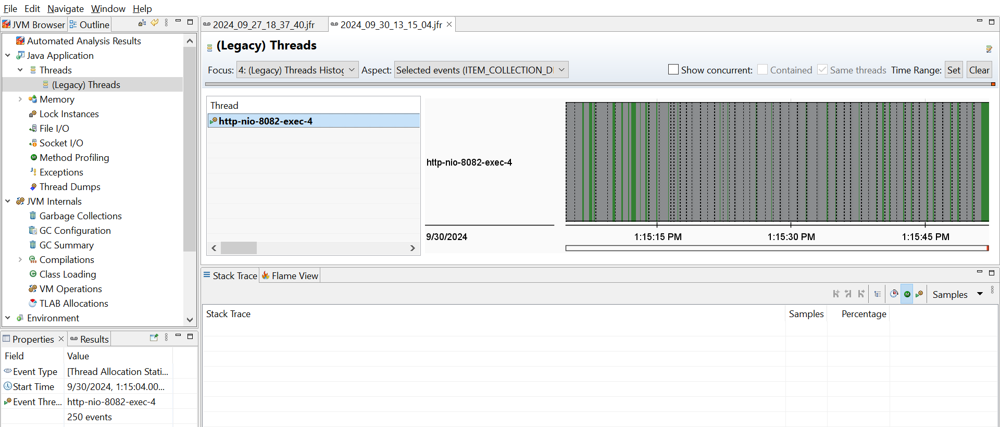 File Edit Navigate Window Help
JVM Browser Outline
Automated Analysis Results
Java Application
Threads
(Legacy) Threads
Memory
Lock Instances
File I/O
Socket I/O
Method Profiling
Exceptions
Thread Dumps
JVM Internals
Garbage Collections
GC Configuration
GC Summary
Compilations
Class Loading
VM Operations
TLAB Allocations
Environment
Properties Results
Field Value
Event Type [Thread Allocation Stati...
Start Time 9/30/2024, 1:15:04.00...
Event Thre... http-nio-8082-exec-4
250 events
2024_09_27_18_37_40.jfr 2024_09_30_13_15_04.jfr
(Legacy) Threads
Focus: 4: (Legacy) Threads Histog Aspect: Selected events (ITEM_COLLECTION_DI Show concurrent: Contained Same threads Time Range: Set Clear
Thread
http-nio-8082-exec-4
http-nio-8082-exec-4
9/30/2024 1:15:15 PM 1:15:30 PM 1:15:45 PM
Stack Trace Flame View
Samples
Stack Trace Samples Percentage